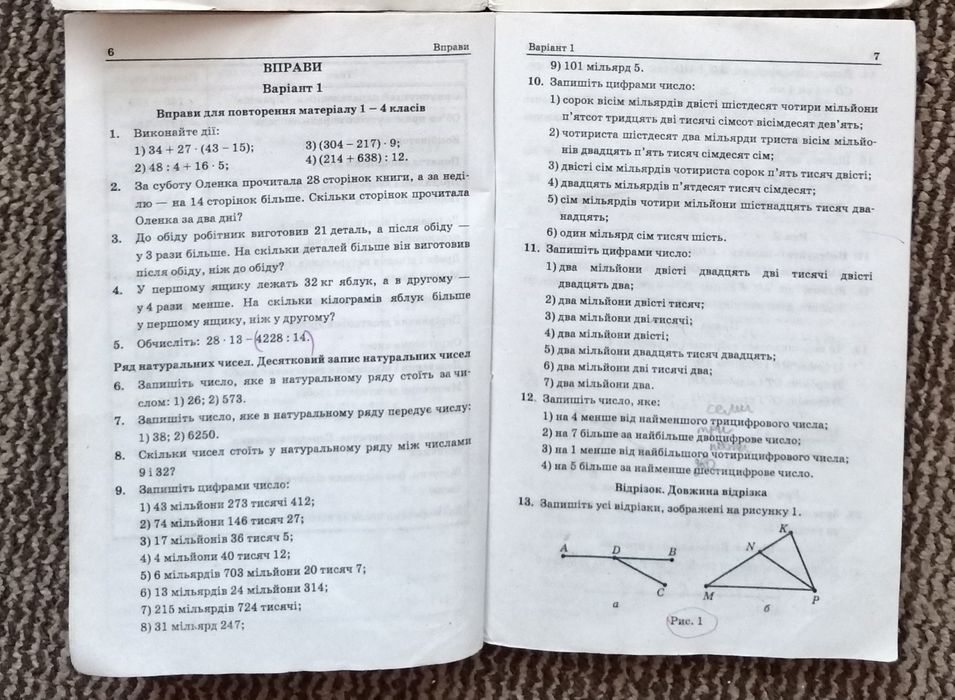 6 Вправи
ВПРАВИ
Варіант 1
Вправи для повторення матеріалу 1 – 4 класів
1. Виконайте дії:
1) 34 + 27 · (43 – 15); 3) (304 – 217) · 9;
2) 48 : 4 + 16 · 5; 4) (214 + 638) : 12.
2. За суботу Оленка прочитала 28 сторінок книги, а за неді-
лю — на 14 сторінок більше. Скільки сторінок прочитала
Оленка за два дні?
3. До обіду робітник виготовив 21 деталь, а після обіду —
у 3 рази більше. На скільки деталей більше він виготовив
після обіду, ніж до обіду?
4. У першому ящику лежать 32 кг яблук, а в другому —
у 4 рази менше. На скільки кілограмів яблук більше
у першому ящику, ніж у другому?
5. Обчисліть: 28 · 13 – 4228 : 14.
Ряд натуральних чисел. Десятковий запис натуральних чисел
6. Запишіть число, яке в натуральному ряду стоїть за чи-
слом: 1) 26; 2) 573.
7. Запишіть число, яке в натуральному ряду передує числу:
1) 38; 2) 6250.
8. Скільки чисел стоїть у натуральному ряду між числами
9 і 32?
9. Запишіть цифрами число:
1) 43 мільйони 273 тисячі 412;
2) 74 мільйони 146 тисяч 27;
3) 17 мільйонів 36 тисяч 5;
4) 4 мільйони 40 тисяч 12;
5) 6 мільярдів 703 мільйони 20 тисяч 7;
6) 13 мільярдів 24 мільйони 314;
7) 215 мільярдів 724 тисячі;
8) 31 мільярд 247;
Варіант 1 7
9) 101 мільярд 5.
10. Запишіть цифрами число:
1) сорок вісім мільярдів двісті шістдесят чотири мільйони
п'ятсот тридцять дві тисячі сімсот вісімдесят дев'ять;
2) чотириста шістдесят два мільярди триста вісім мільйо-
нів двадцять п'ять тисяч сімдесят сім;
3) двісті сім мільярдів чотириста сорок п'ять тисяч двісті;
4) двадцять мільярдів п'ятдесят тисяч сімдесят;
5) сім мільярдів чотири мільйони шістнадцять тисяч два-
надцять;
6) один мільярд сім тисяч шість.
11. Запишіть цифрами число:
1) два мільйони двісті двадцять дві тисячі двісті
двадцять два;
2) два мільйони двісті тисяч;
3) два мільйони дві тисячі;
4) два мільйони двісті;
5) два мільйони двадцять тисяч двадцять;
6) два мільйони дві тисячі два;
7) два мільйони два.
12. Запишіть число, яке:
1) на 4 менше від найменшого трицифрового числа;
2) на 7 більше за найбільше двоцифрове число;
3) на 1 менше від найбільшого чотирицифрового числа;
4) на 5 більше за найменше шестицифрове число.
Відрізок. Довжина відрізка
13. Запишіть усі відрізки, зображені на рисунку 1.
A D B
C
а
K
N
M P
б
Рис. 1